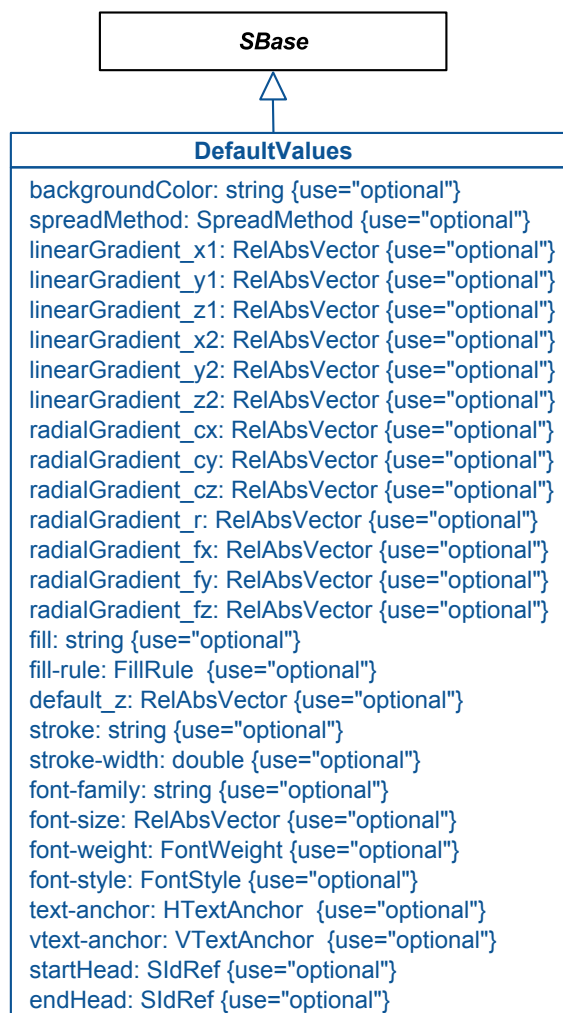 SBase
DefaultValues
backgroundColor: string {use="optional"}
spreadMethod: SpreadMethod {use="optional"}
linearGradient_x1: RelAbsVector {use="optional"}
linearGradient_y1: RelAbsVector {use="optional"}
linearGradient_z1: RelAbsVector {use="optional"}
linearGradient_x2: RelAbsVector {use="optional"}
linearGradient_y2: RelAbsVector {use="optional"}
linearGradient_z2: RelAbsVector {use="optional"}
radialGradient_cx: RelAbsVector {use="optional"}
radialGradient_cy: RelAbsVector {use="optional"}
radialGradient_cz: RelAbsVector {use="optional"}
radialGradient_r: RelAbsVector {use="optional"}
radialGradient_fx: RelAbsVector {use="optional"}
radialGradient_fy: RelAbsVector {use="optional"}
radialGradient_fz: RelAbsVector {use="optional"}
fill: string {use="optional"}
fill-rule: FillRule  {use="optional"}
default_z: RelAbsVector {use="optional"}
stroke: string {use="optional"}
stroke-width: double {use="optional"}
font-family: string {use="optional"}
font-size: RelAbsVector {use="optional"}
font-weight: FontWeight {use="optional"}
font-style: FontStyle {use="optional"}
text-anchor: HTextAnchor  {use="optional"}
vtext-anchor: VTextAnchor  {use="optional"}
startHead: SIdRef {use="optional"}
endHead: SIdRef {use="optional"}